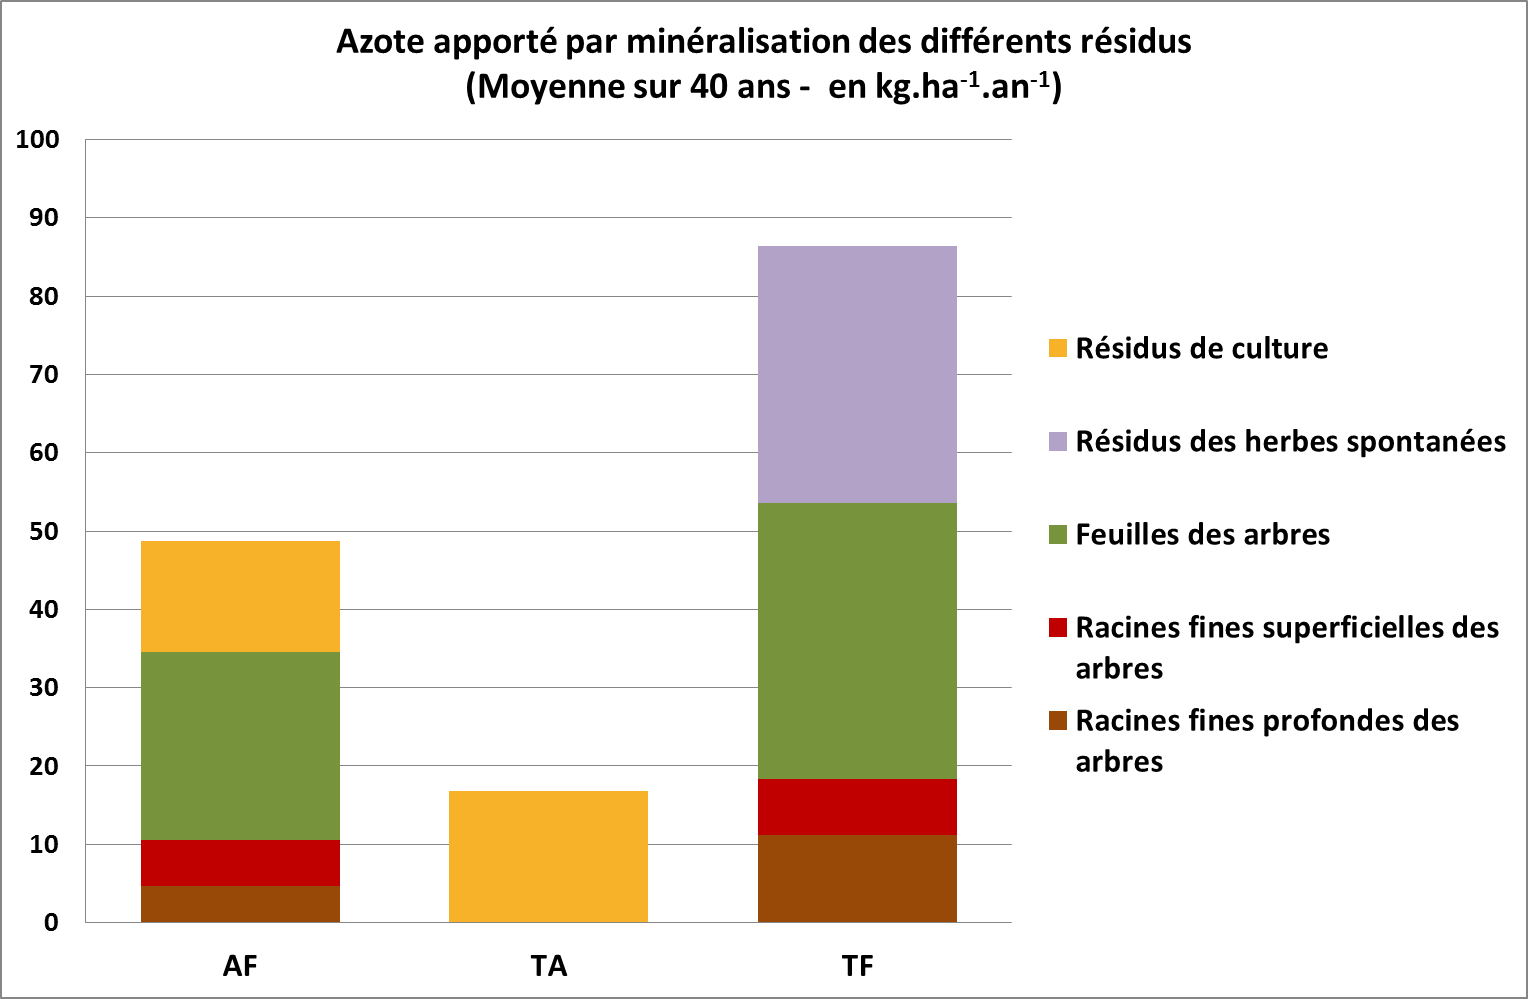 Azote apporté par minéralisation des différents résidus
(Moyenne sur 40 ans -  en kg.ha⁻¹.an⁻¹)
100
90
80
70
60
50
40
30
20
10
0
AF
TA
TF
Résidus de culture
Résidus des herbes spontanées
Feuilles des arbres
Racines fines superficielles des
arbres
Racines fines profondes des
arbres